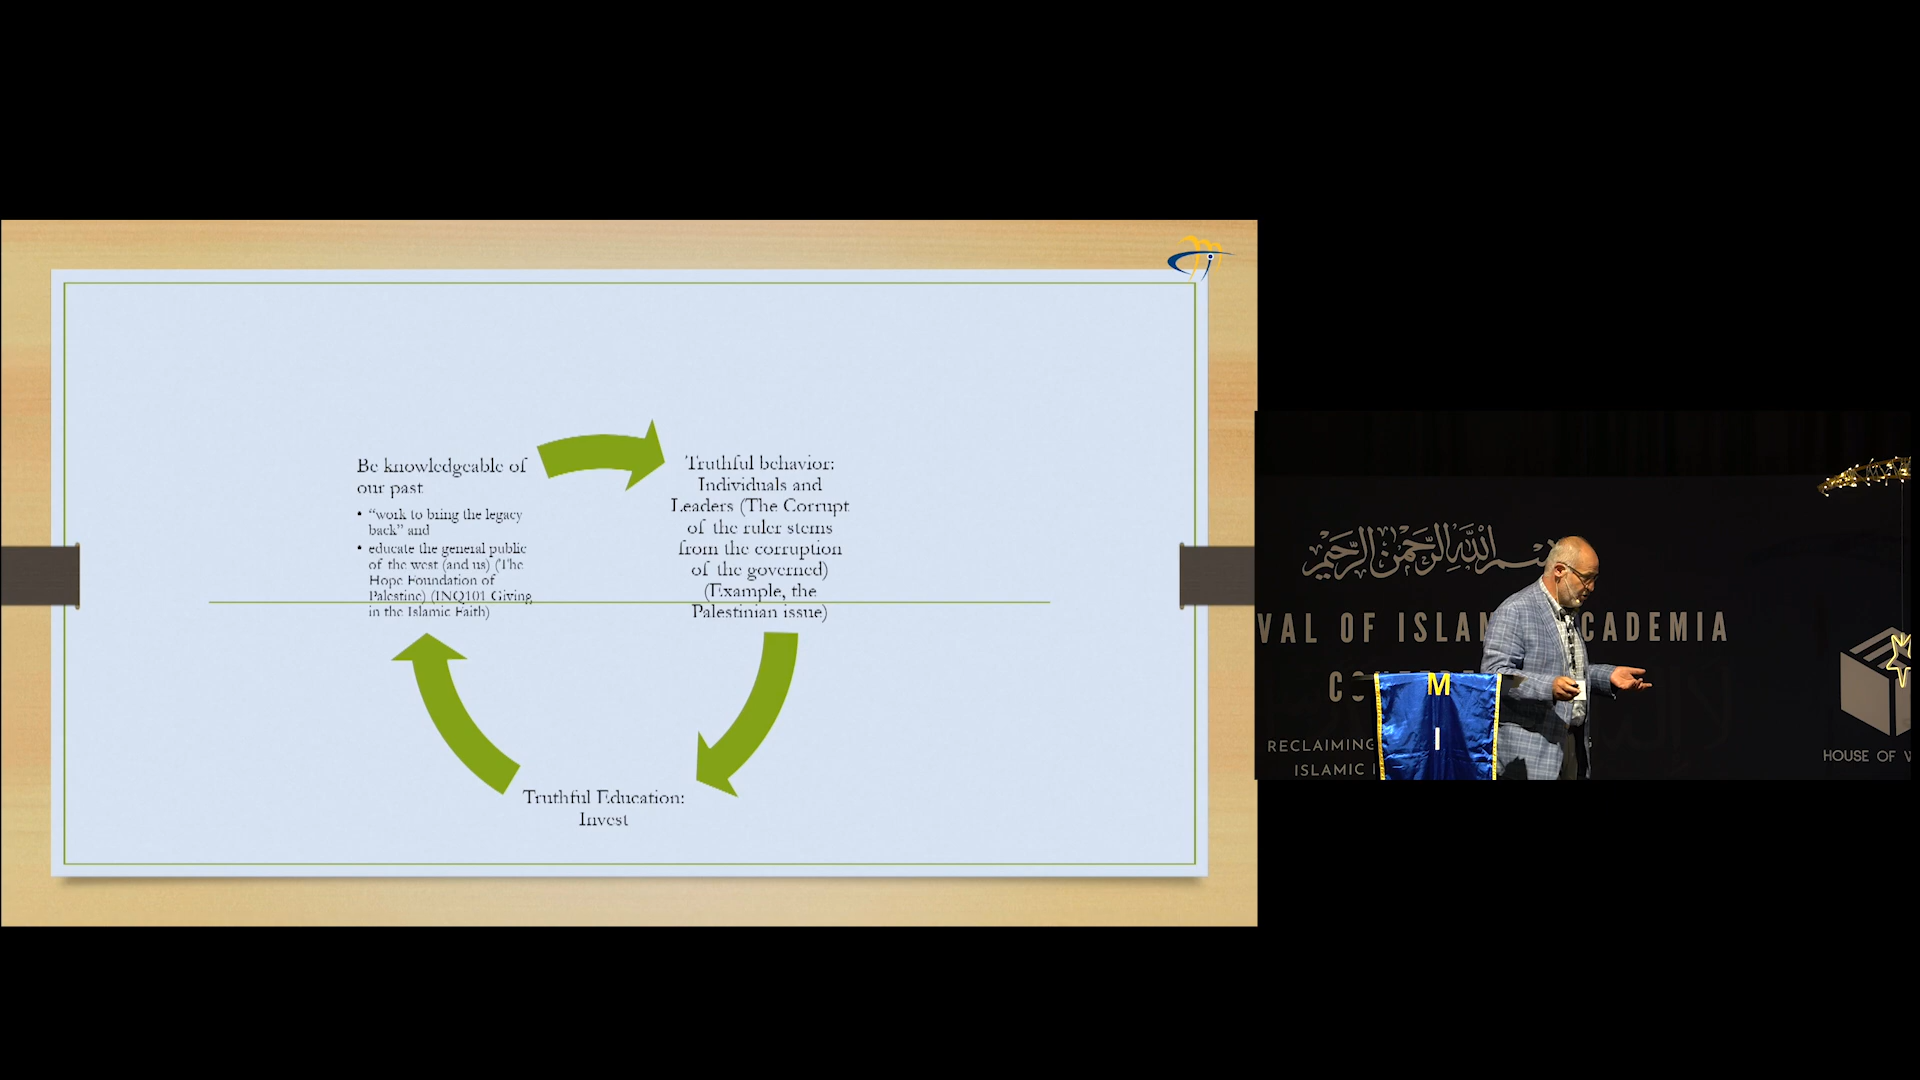 Be knowledgeable of
our past
• “work to bring the legacy
back” and
• educate the general public
of the west (and us) (The
Hope Foundation of
Palestine) (INQ101 Giving
in the Islamic Faith)
Truthful behavior:
Individuals and
Leaders (The Corrupt
of the ruler stems
from the corruption
of the governed)
(Example, the
Palestinian issue)
Truthful Education:
Invest
بسم الله الرحمن الرحيم
VAL OF ISLAM CADEMIA
RECLAIMING
ISLAMIC
HOUSE OF
M
I